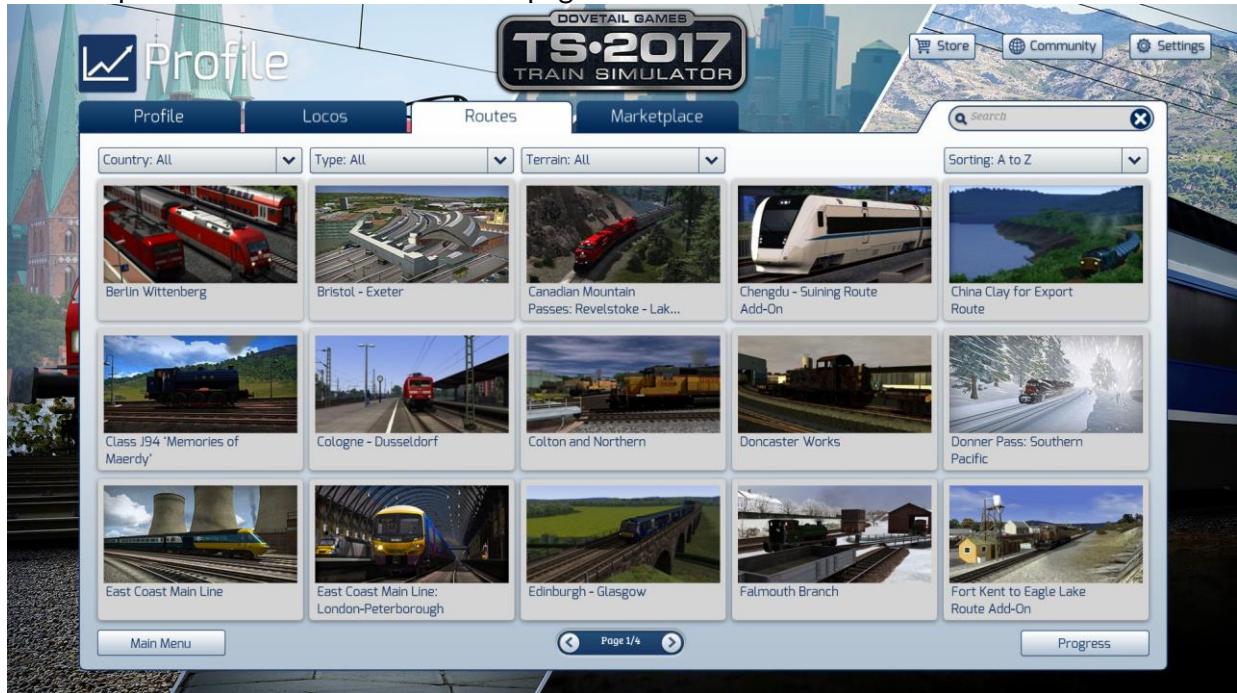 DOVETAIL GAMES
TS•2017
TRAIN SIMULATOR
Profile
Store
Community
Settings
Profile
Locos
Routes
Marketplace
Search
Country: All
Type: All
Terrain: All
Sorting: A to Z
Berlin Wittenberg
Bristol - Exeter
Canadian Mountain
Passes: Revelstoke - Lak...
Chengdu - Suining Route
Add-On
China Clay for Export
Route
Class J94 'Memories of
Maerdy'
Cologne - Dusseldorf
Colton and Northern
Doncaster Works
Donner Pass: Southern
Pacific
East Coast Main Line
East Coast Main Line:
London-Peterborough
Edinburgh - Glasgow
Falmouth Branch
Fort Kent to Eagle Lake
Route Add-On
Main Menu
Page 1/4
Progress